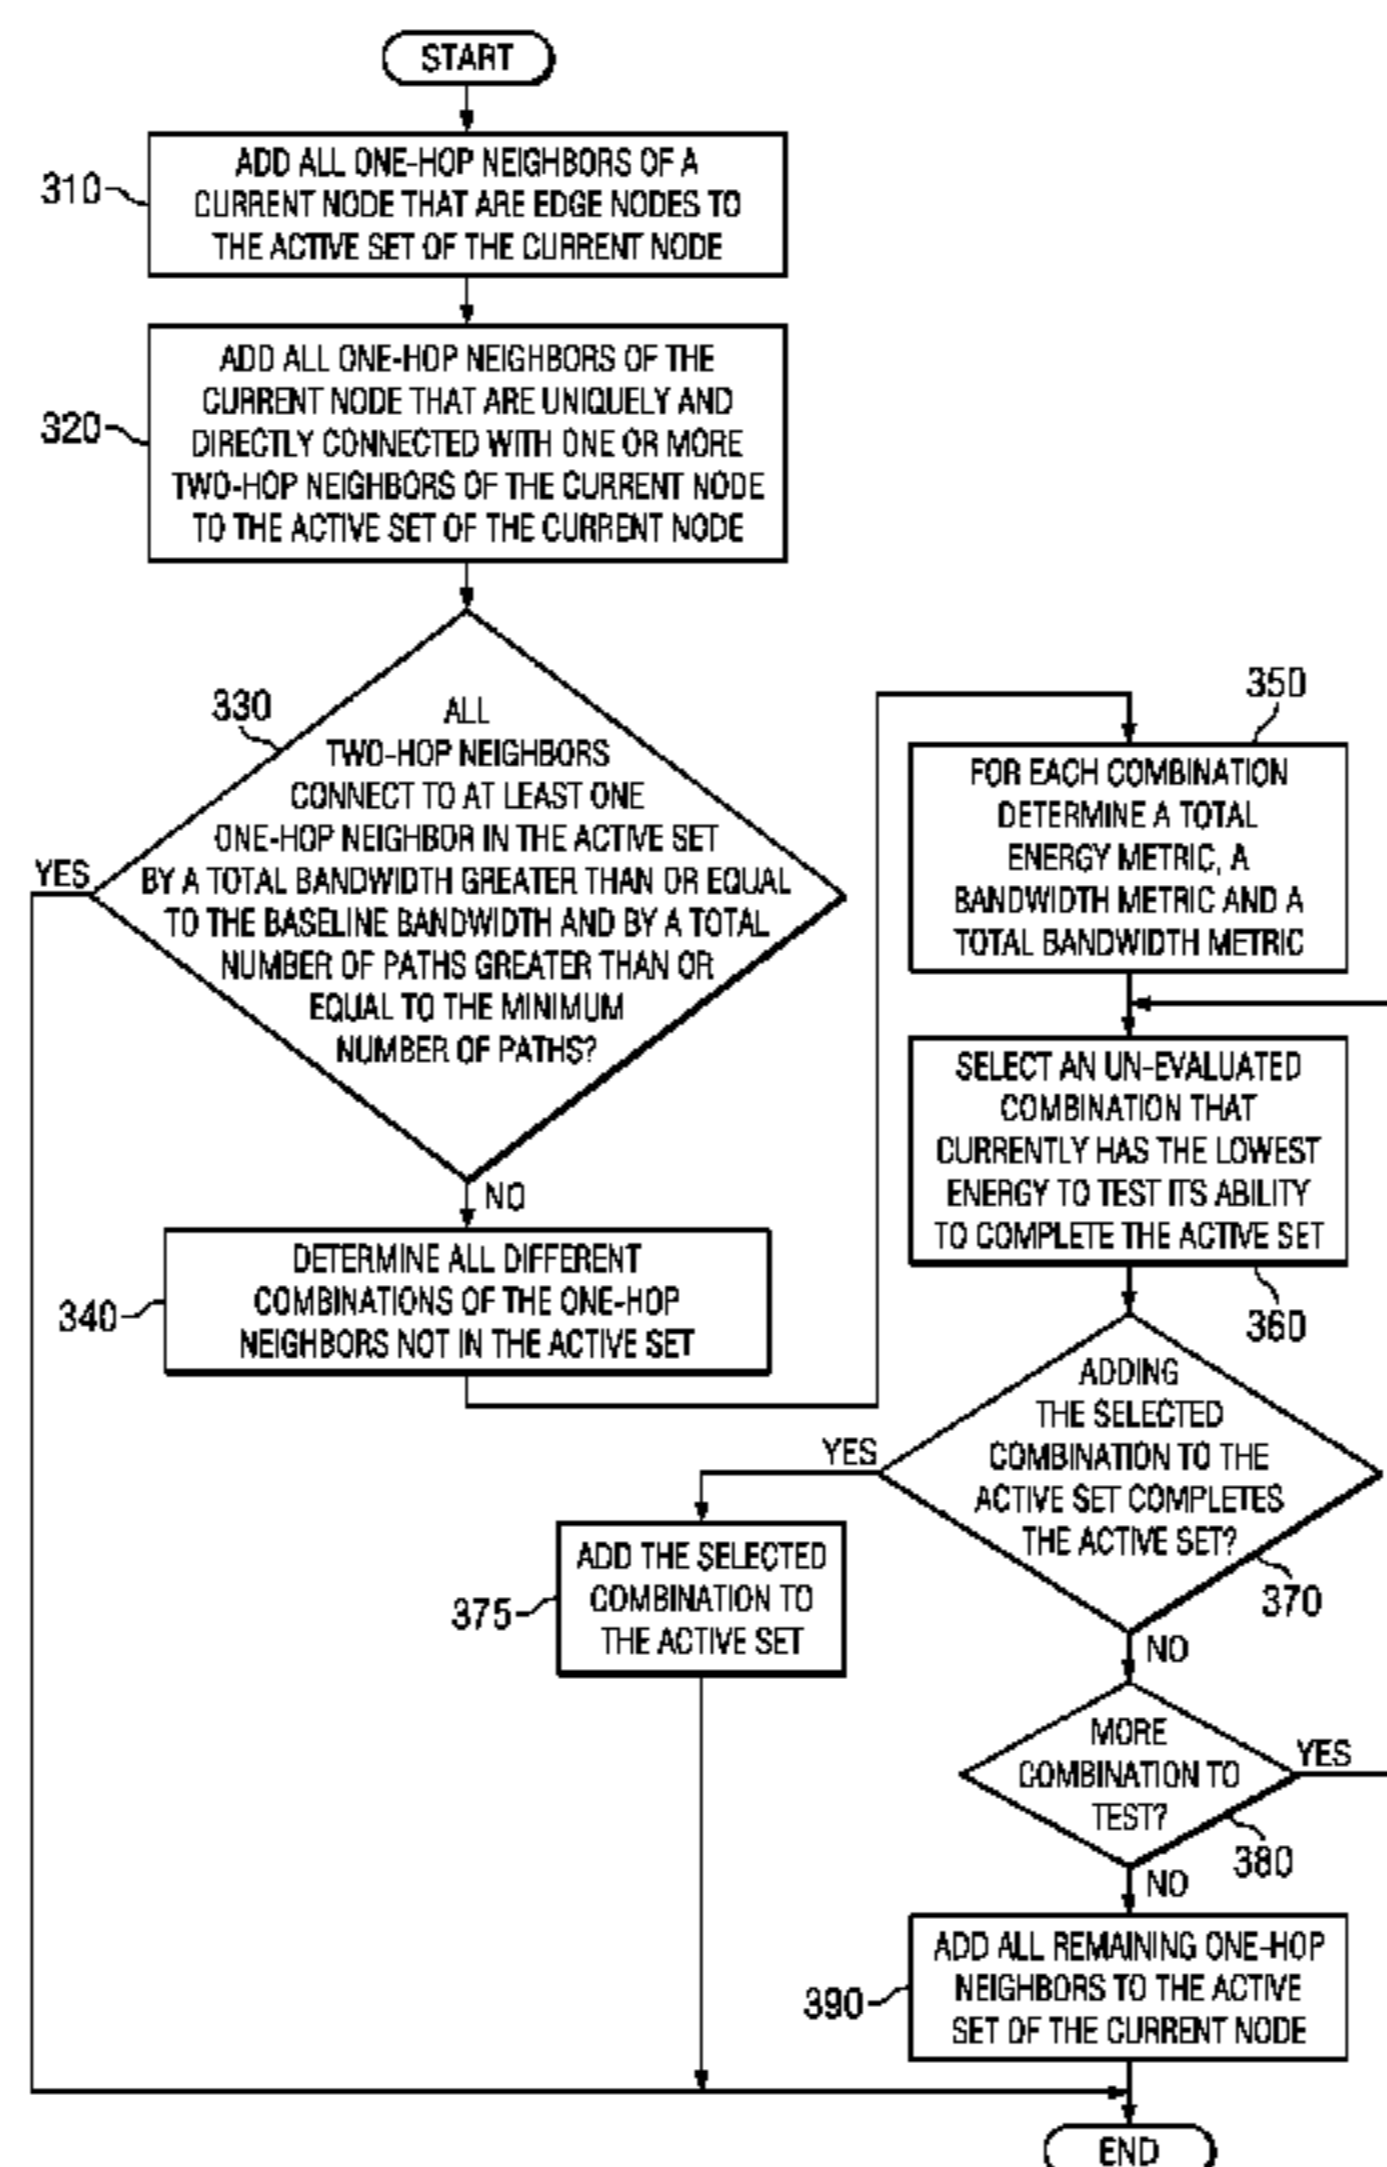 START
310
ADD ALL ONE-HOP NEIGHBORS OF A
CURRENT NODE THAT ARE EDGE NODES TO
THE ACTIVE SET OF THE CURRENT NODE
320
ADD ALL ONE-HOP NEIGHBORS OF THE
CURRENT NODE THAT ARE UNIQUELY AND
DIRECTLY CONNECTED WITH ONE OR MORE
TWO-HOP NEIGHBORS OF THE CURRENT NODE
TO THE ACTIVE SET OF THE CURRENT NODE
330
ALL
TWO-HOP NEIGHBORS
CONNECT TO AT LEAST ONE
ONE-HOP NEIGHBOR IN THE ACTIVE SET
BY A TOTAL BANDWIDTH GREATER THAN OR EQUAL
TO THE BASELINE BANDWIDTH AND BY A TOTAL
NUMBER OF PATHS GREATER THAN OR
EQUAL TO THE MINIMUM
NUMBER OF PATHS?
YES
NO
340
DETERMINE ALL DIFFERENT
COMBINATIONS OF THE ONE-HOP
NEIGHBORS NOT IN THE ACTIVE SET
350
FOR EACH COMBINATION
DETERMINE A TOTAL
ENERGY METRIC, A
BANDWIDTH METRIC AND A
TOTAL BANDWIDTH METRIC
SELECT AN UN-EVALUATED
COMBINATION THAT
CURRENTLY HAS THE LOWEST
ENERGY TO TEST ITS ABILITY
TO COMPLETE THE ACTIVE SET
360
ADDING
THE SELECTED
COMBINATION TO THE
ACTIVE SET COMPLETES
THE ACTIVE SET?
370
YES
375
ADD THE SELECTED
COMBINATION TO
THE ACTIVE SET
NO
MORE
COMBINATION TO
TEST?
YES
380
NO
390
ADD ALL REMAINING ONE-HOP
NEIGHBORS TO THE ACTIVE
SET OF THE CURRENT NODE
END